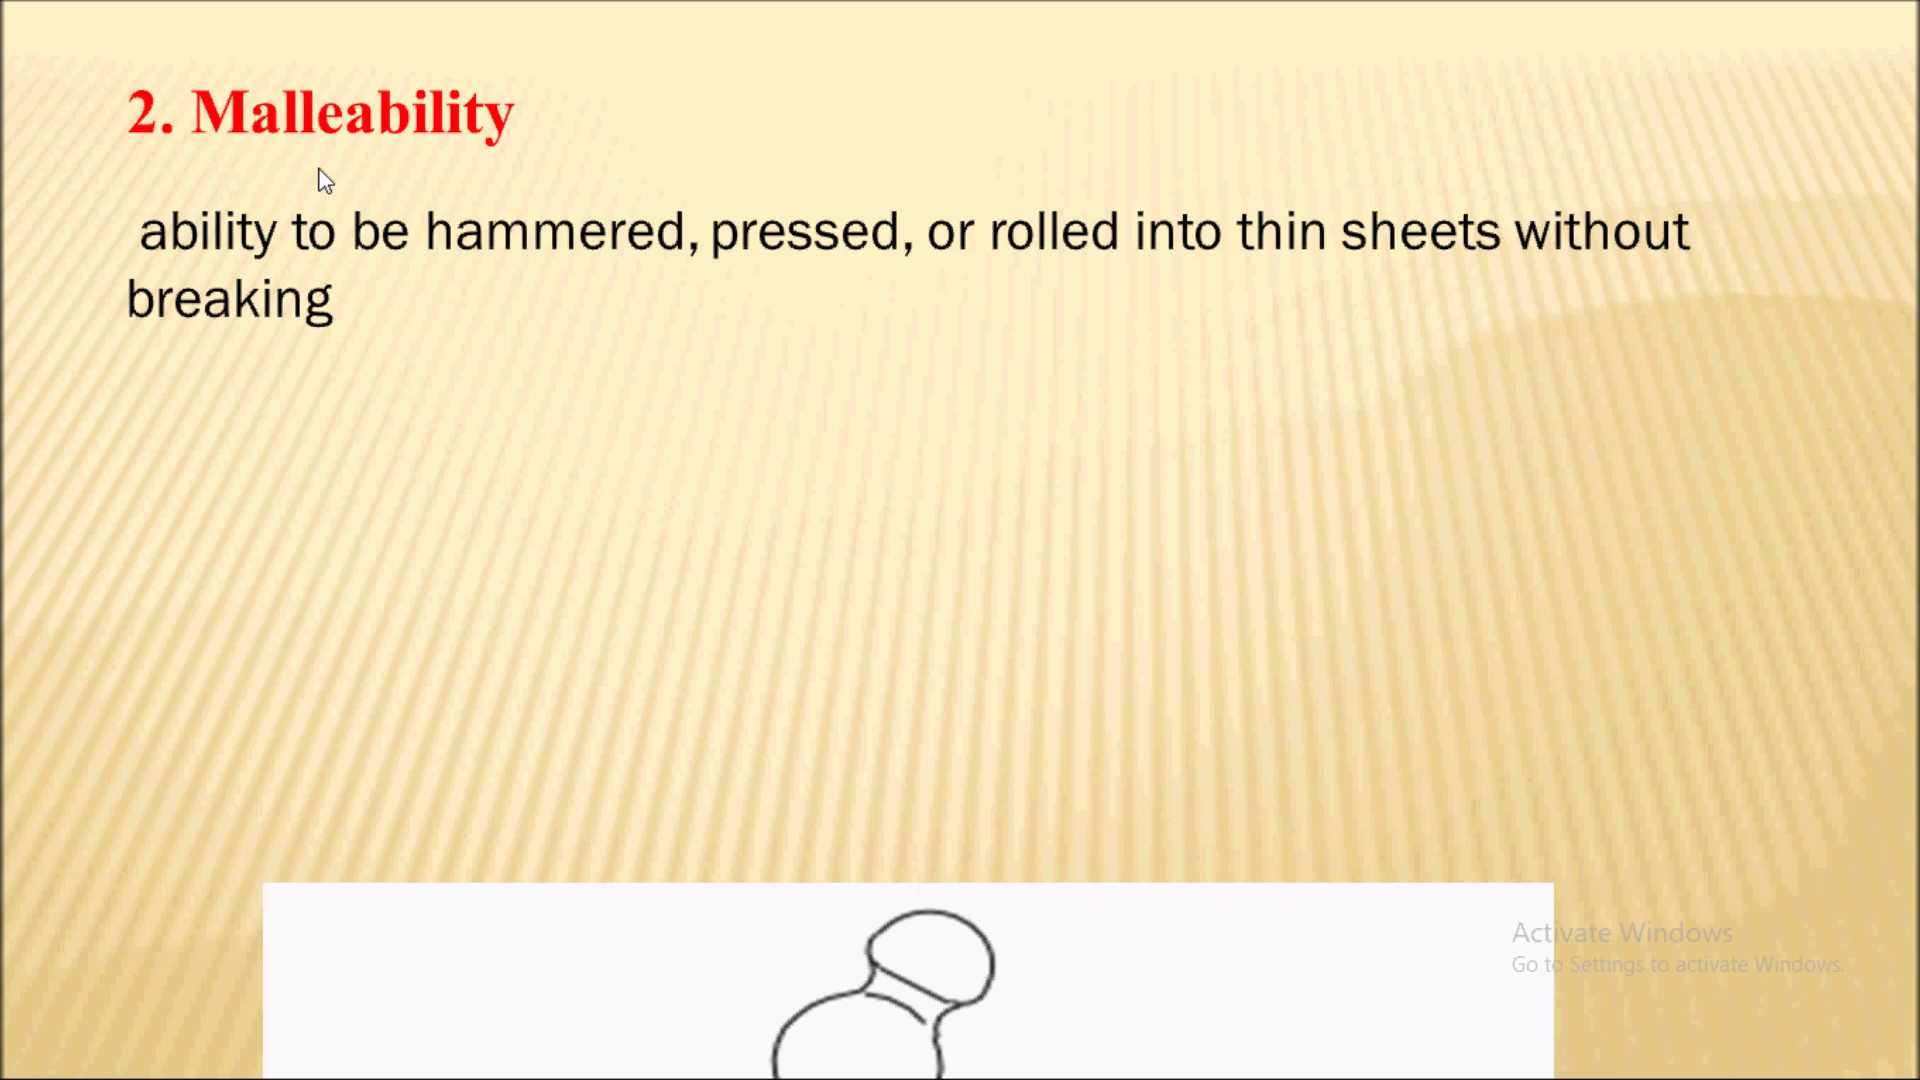 2. Malleability
ability to be hammered, pressed, or rolled into thin sheets without
breaking
Activate Windows
Go to Settings to activate Windows.